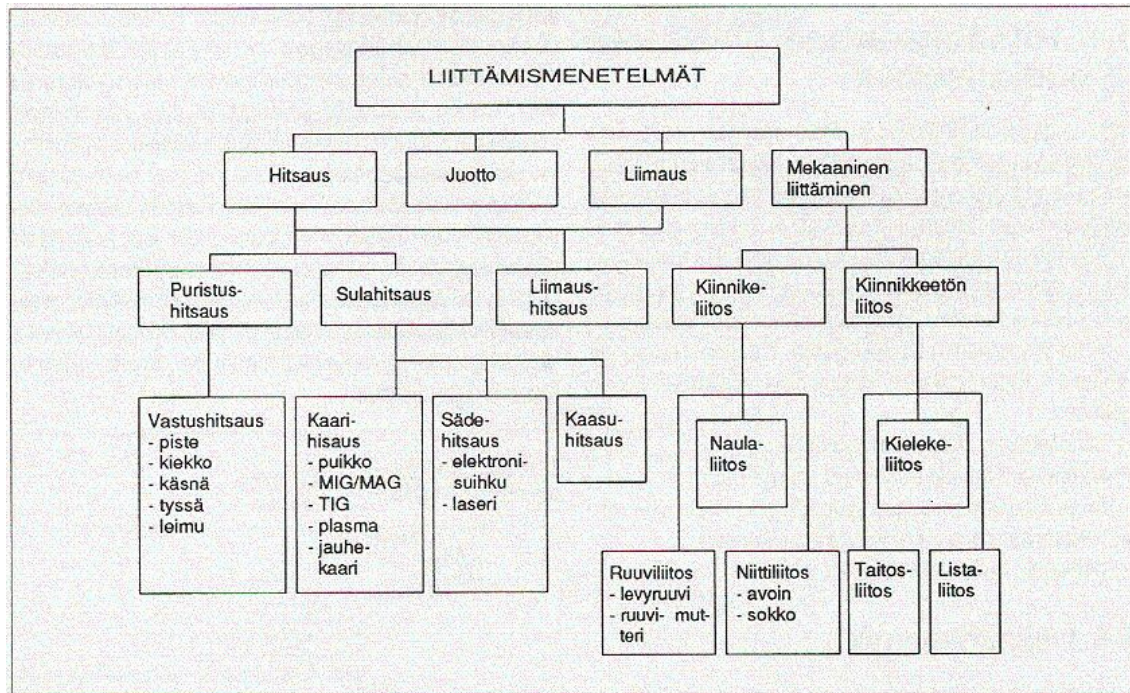 LIITTÄMISMENETELMÄT
Hitsaus
Juotto
Liimaus
Mekaaninen
liittäminen
Puristus-
hitsaus
Sulahitsaus
Liimaus-
hitsaus
Kiinnike-
liitos
Kiinnikkeetön
liitos
Vastushitsaus
- piste
- kiekko
- käsnä
- tyssä
- leimu
Kaari-
hisaus
- puikko
- MIG/MAG
- TIG
- plasma
- jauhe-
kaari
Säde-
hitsaus
- elektroni-
suihku
- laseri
Kaasu-
hitsaus
Naula-
liitos
Kieleke-
liitos
Ruuviliitos
- levyruuvi
- ruuvi- mut-
teri
Niittiliitos
- avoin
- sokko
Taitos-
liitos
Lista-
liitos